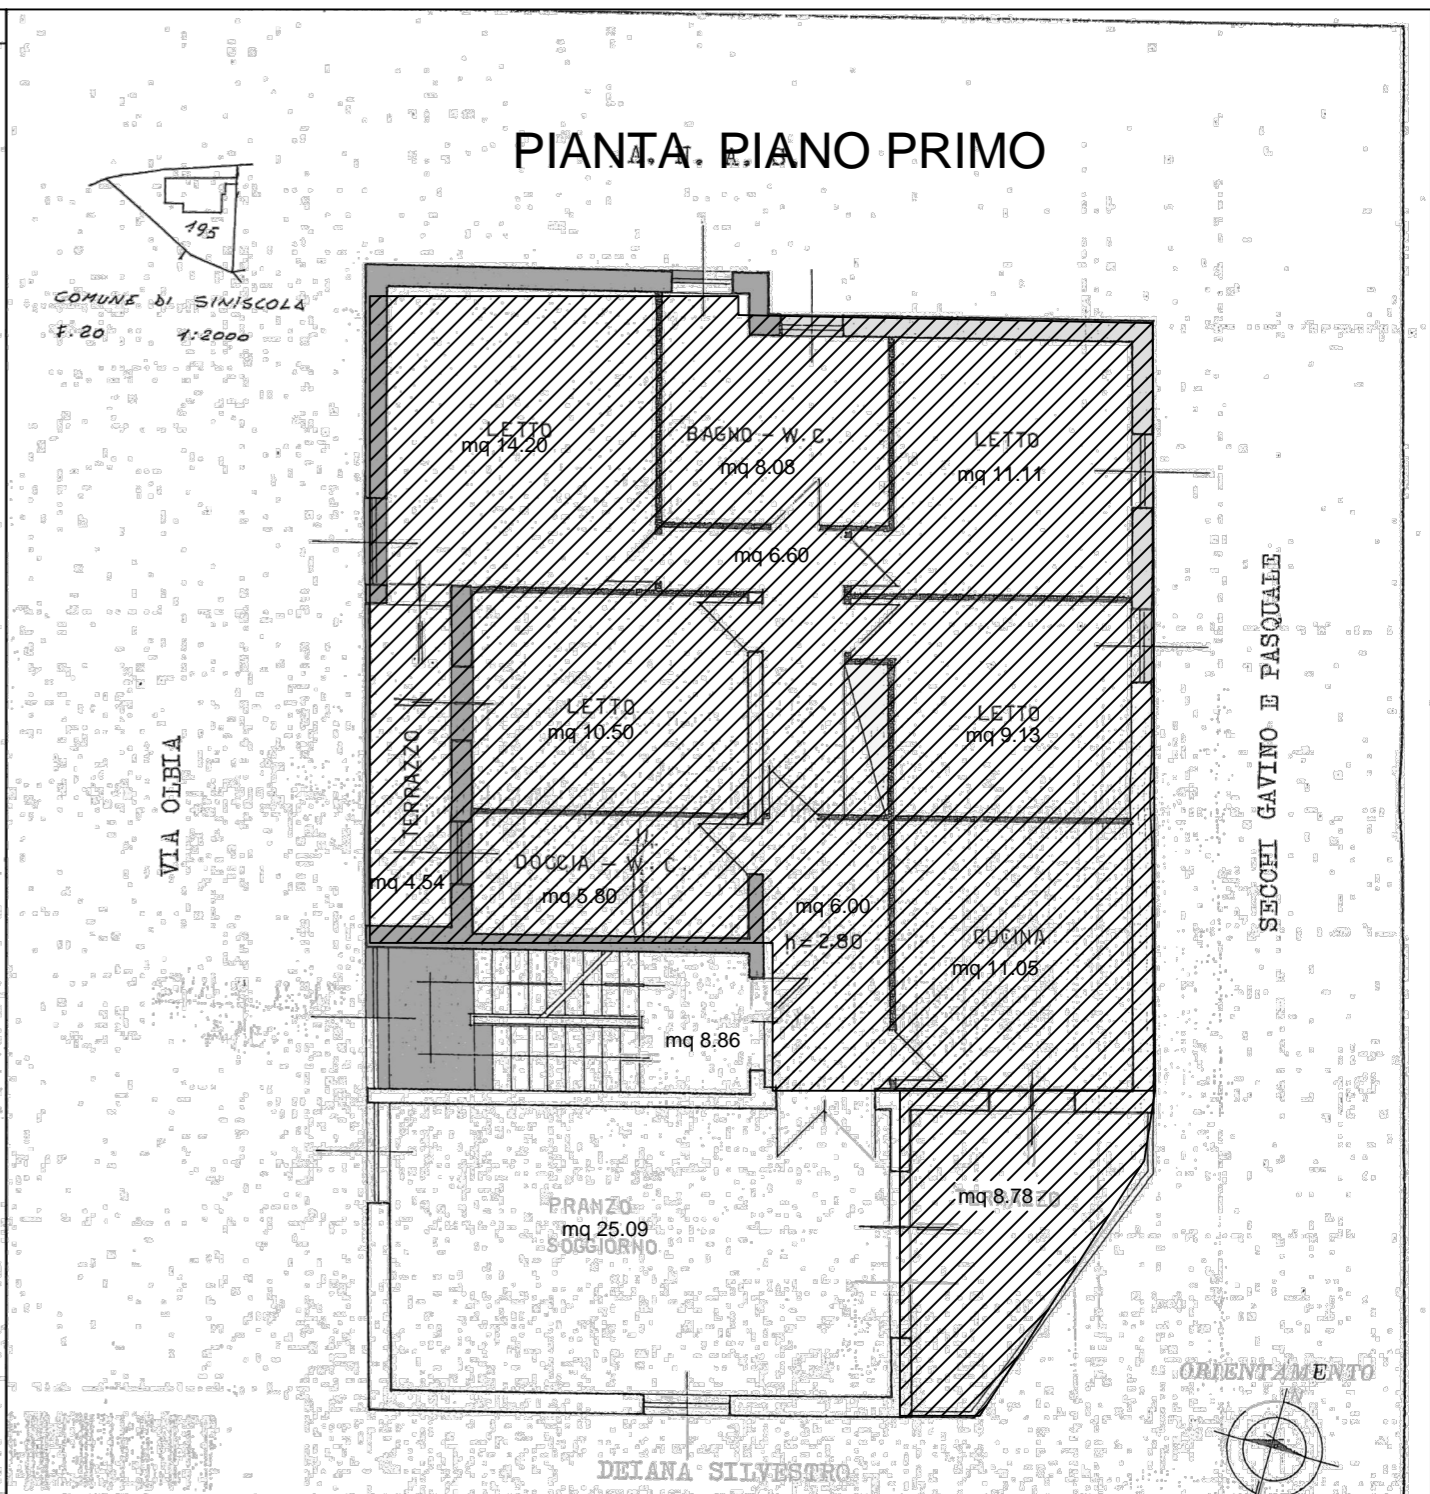 PIANTA PIANO PRIMO
A.N.A.S.
195
COMUNE DI SINISCOLA
F. 20 1:2000
LETTO
mq 14.20
BAGNO - W.C.
mq 8.08
LETTO
mq 11.11
mq 6.60
LETTO
mq 10.50
LETTO
mq 9.13
VIA OLBIA
TERRAZZO
mq 4.54
SECCHI GAVINO E PASQUALE
DOCCIA - W.C.
mq 5.80
mq 6.00
h = 2.80
CUCINA
mq 11.05
mq 8.86
PRANZO
mq 25.09
SOGGIORNO
TERRAZZO
mq 8.78
ORIENTAMENTO
N
DEIANA SILVESTRO